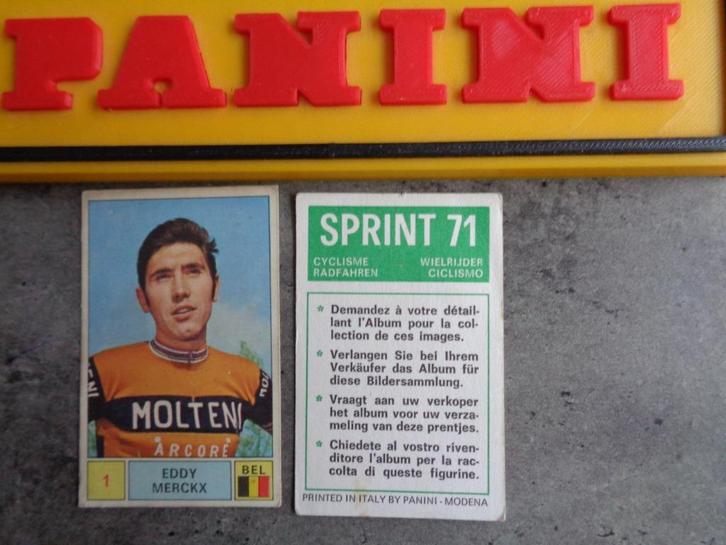 PANINI
MOLTENI
ARCORE
1
EDDY
MERCKX
BEL
SPRINT 71
CYCLISME WIELRIJDER
RADFAHREN CICLISMO
* Demandez à votre détail-
lant l'Album pour la col-
lection de ces images.
* Verlangen Sie bei Ihrem
Verkäufer das Album für
diese Bildersammlung.
* Vraagt aan uw verkoper
het album voor uw verza-
meling van deze prentjes.
* Chiedete al vostro riven-
ditore l'album per la rac-
colta di queste figurine.
PRINTED IN ITALY BY PANINI - MODENA